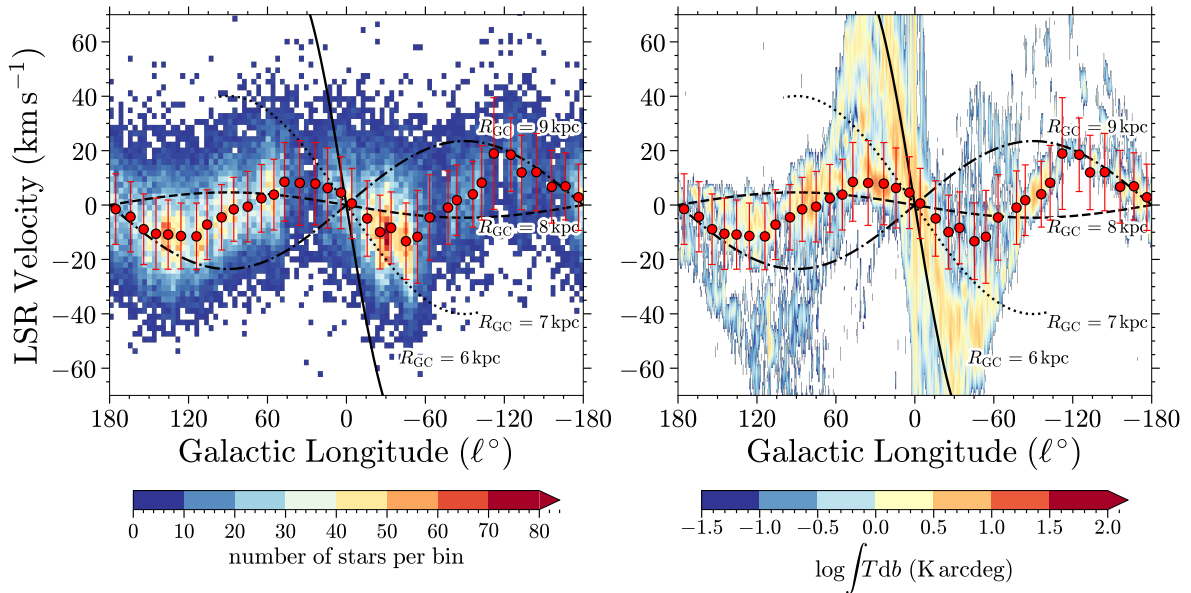 LSR Velocity (km s⁻¹)
60
40
20
0
−20
−40
−60
R_GC = 9 kpc
R_GC = 8 kpc
R_GC = 7 kpc
R_GC = 6 kpc
180 120 60 0 −60 −120 −180
Galactic Longitude (ℓ°)
0 10 20 30 40 50 60 70 80
number of stars per bin
60
40
20
0
−20
−40
−60
R_GC = 9 kpc
R_GC = 8 kpc
R_GC = 7 kpc
R_GC = 6 kpc
180 120 60 0 −60 −120 −180
Galactic Longitude (ℓ°)
−1.5 −1.0 −0.5 0.0 0.5 1.0 1.5 2.0
log ∫ Tdb (K arcdeg)